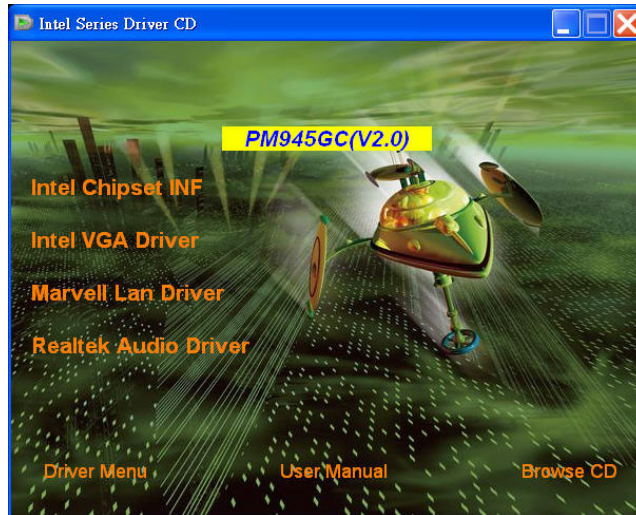 Intel Series Driver CD
PM945GC(V2.0)
Intel Chipset INF
Intel VGA Driver
Marvell Lan Driver
Realtek Audio Driver
Driver Menu
User Manual
Browse CD